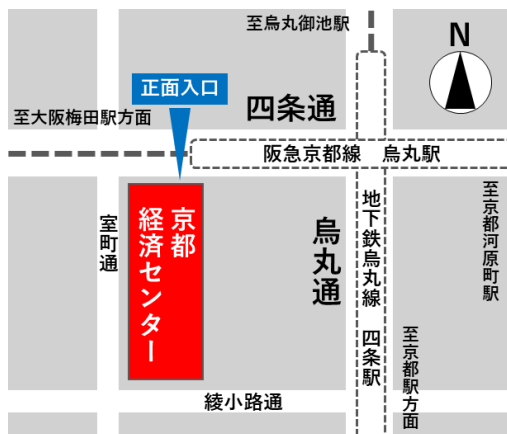 至烏丸御池駅
N
正面入口
四条通
至大阪梅田駅方面
阪急京都線 烏丸駅
室町通
京都
経済センター
烏丸通
地下鉄烏丸線 四条駅
至京都河原町駅
至京都駅方面
綾小路通